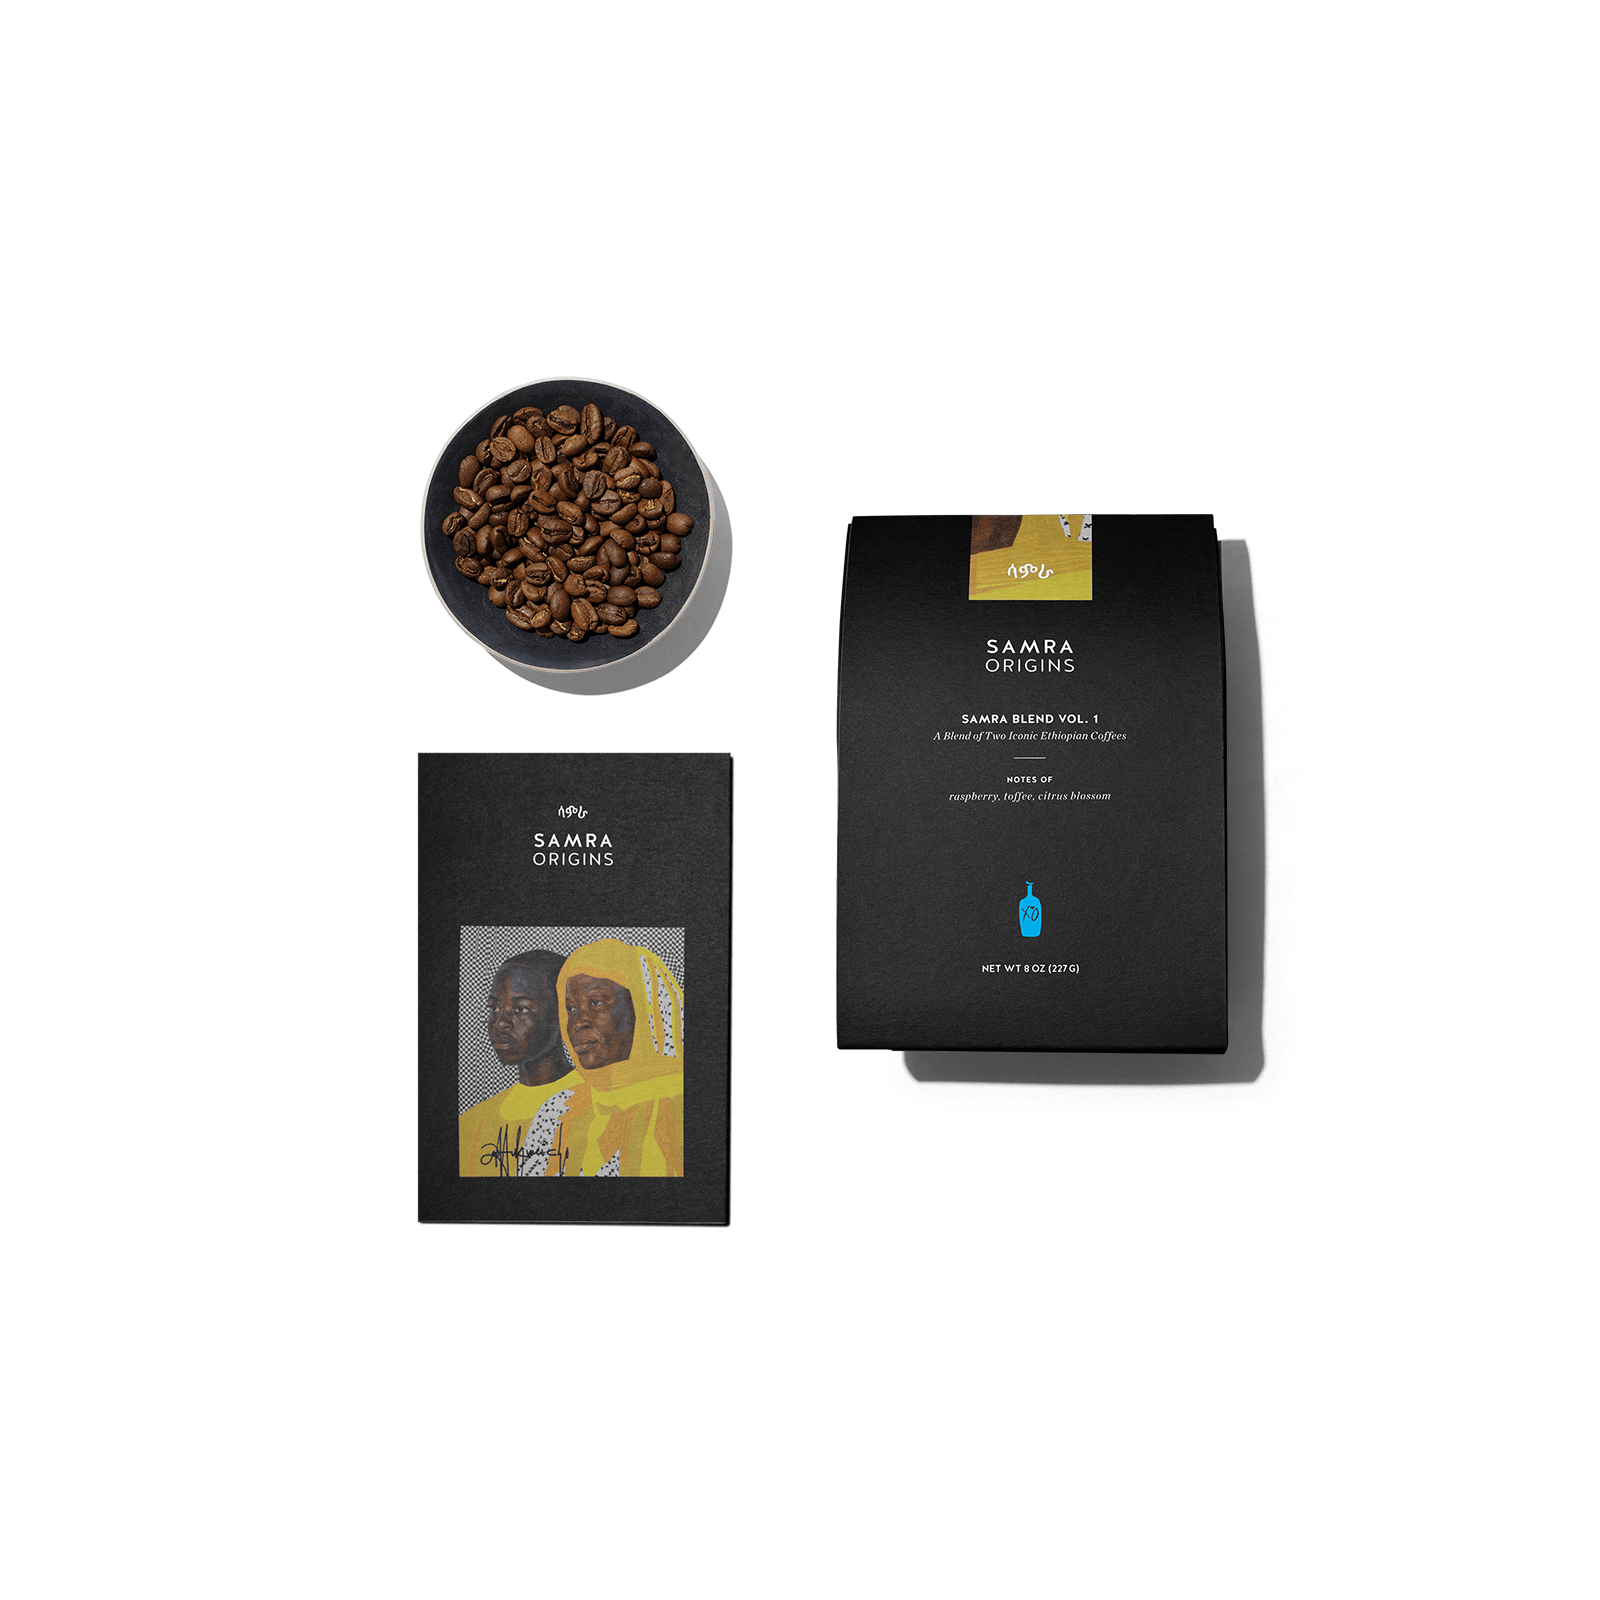 ሳምራ
SAMRA
ORIGINS
SAMRA BLEND VOL. 1
A Blend of Two Iconic Ethiopian Coffees
NOTES OF
raspberry, toffee, citrus blossom
XO
NET WT 8 OZ (227 G)
ሳምራ
SAMRA
ORIGINS